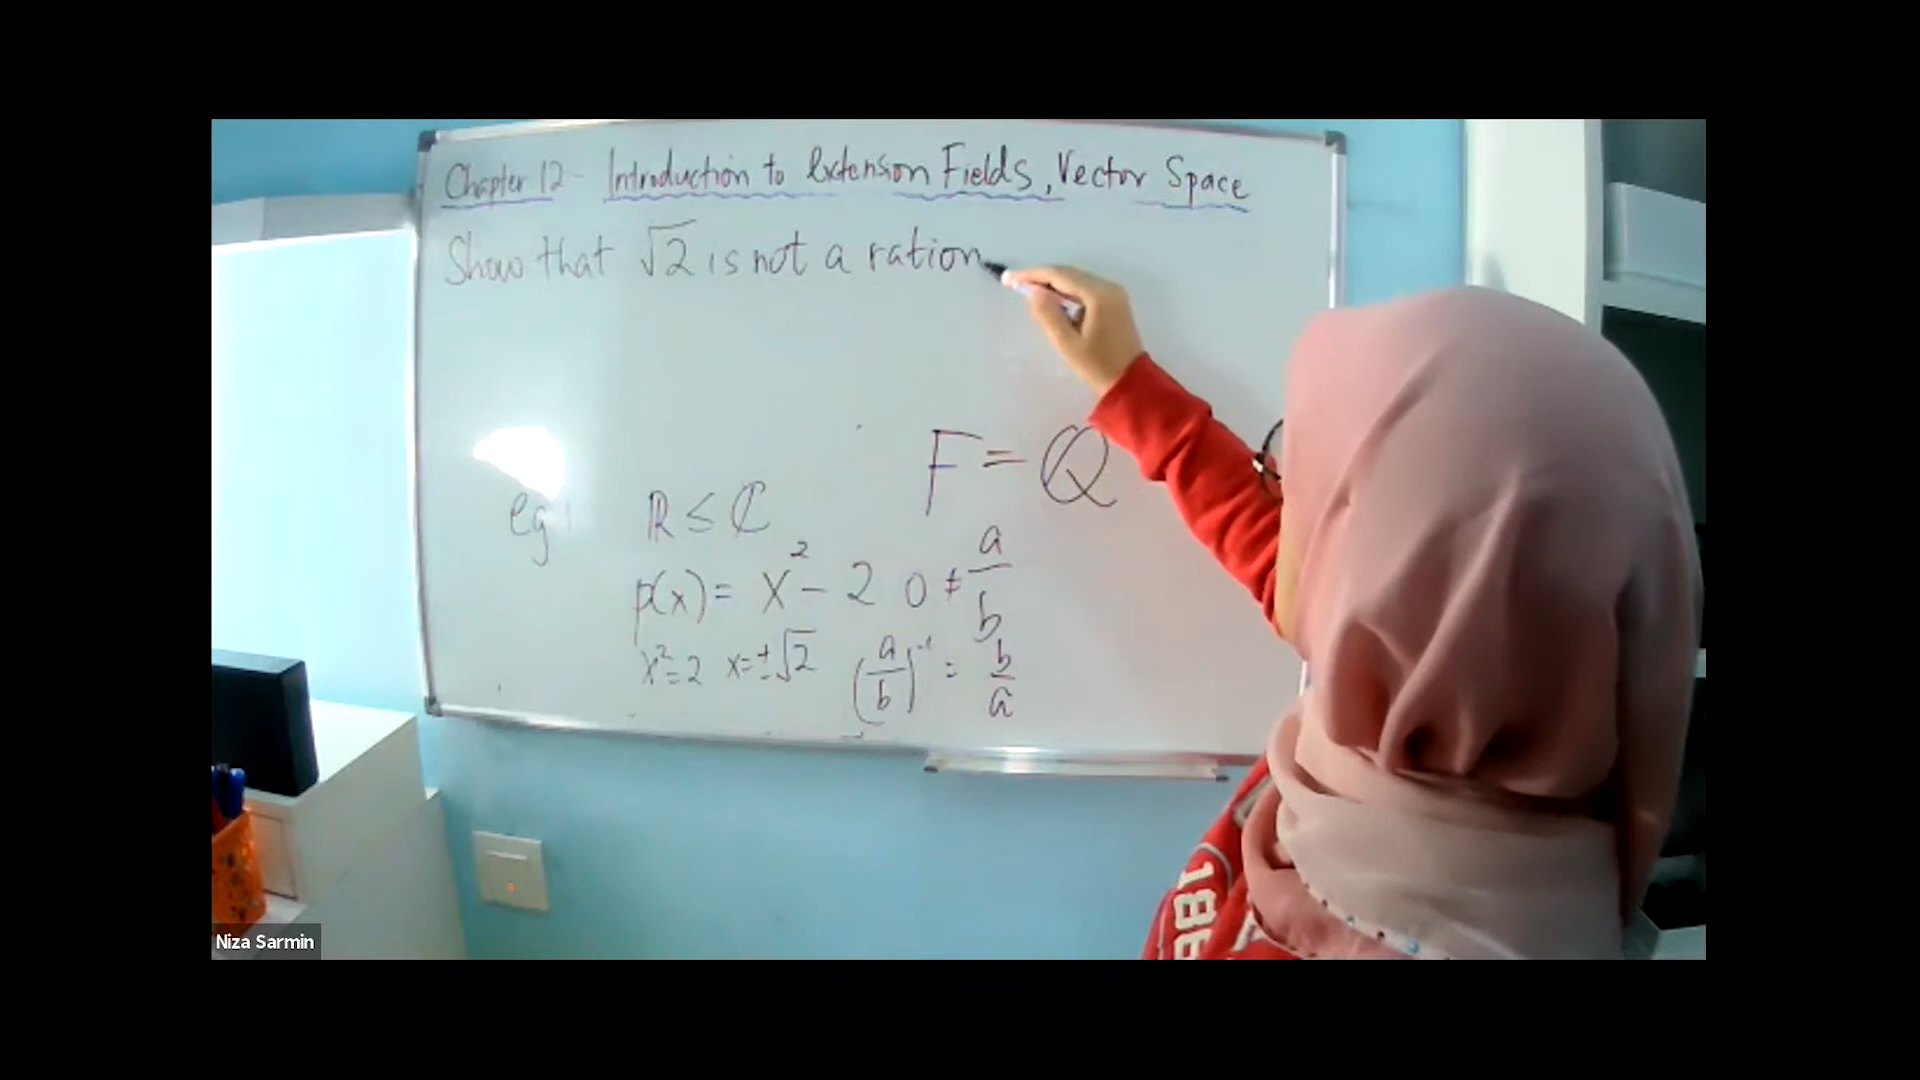 Chapter 12 - Introduction to Extension Fields, Vector Space
Show that √2 is not a ration
F = Q
eg 1 R ≤ C
p(x) = x² - 2 0 ≠ a/b
x² = 2 x = ±√2 (a/b)⁻¹ = b/a
Niza Sarmin